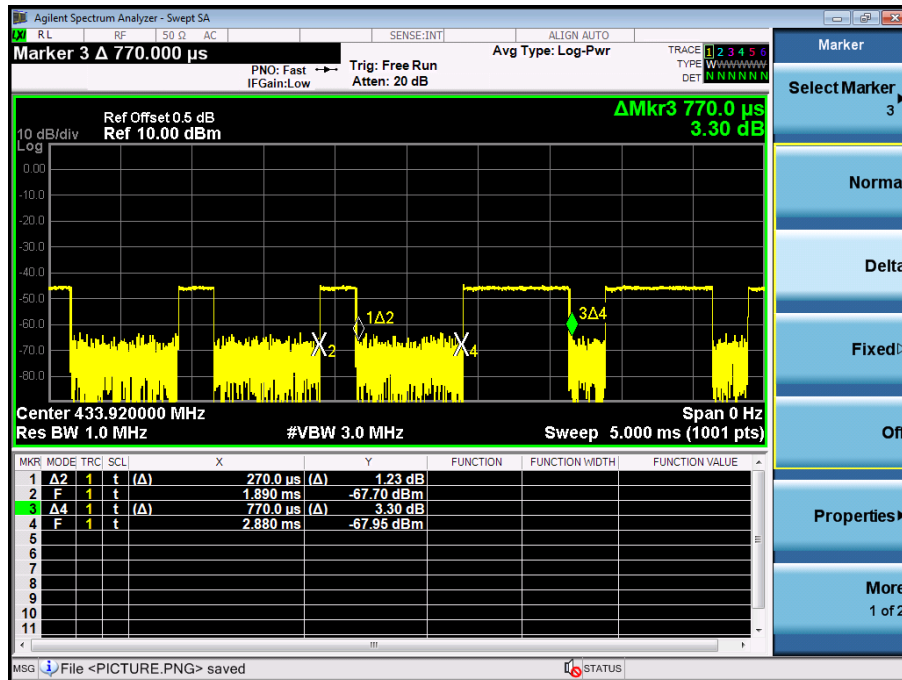 Agilent Spectrum Analyzer - Swept SA
LXI RL RF 50 Ω AC SENSE:INT ALIGN AUTO
Marker 3 Δ 770.000 µs
PNO: Fast
IFGain:Low
Trig: Free Run
Atten: 20 dB
Avg Type: Log-Pwr
TRACE 1 2 3 4 5 6
TYPE WWWWWW
DET N N N N N N
ΔMkr3 770.0 µs
3.30 dB
Ref Offset 0.5 dB
10 dB/div Ref 10.00 dBm
Log
0.00
-10.0
-20.0
-30.0
-40.0
-50.0
-60.0
-70.0
-80.0
1Δ2
3Δ4
X2
X4
Center 433.920000 MHz Span 0 Hz
Res BW 1.0 MHz #VBW 3.0 MHz Sweep 5.000 ms (1001 pts)
MKR MODE TRC SCL X Y FUNCTION FUNCTION WIDTH FUNCTION VALUE
1 Δ2 1 t (Δ) 270.0 µs (Δ) 1.23 dB
2 F 1 t 1.890 ms -67.70 dBm
3 Δ4 1 t (Δ) 770.0 µs (Δ) 3.30 dB
4 F 1 t 2.880 ms -67.95 dBm
5
6
7
8
9
10
11
MSG File <PICTURE.PNG> saved STATUS
Marker
Select Marker
3
Norma
Delta
Fixed
Of
Properties
More
1 of 2